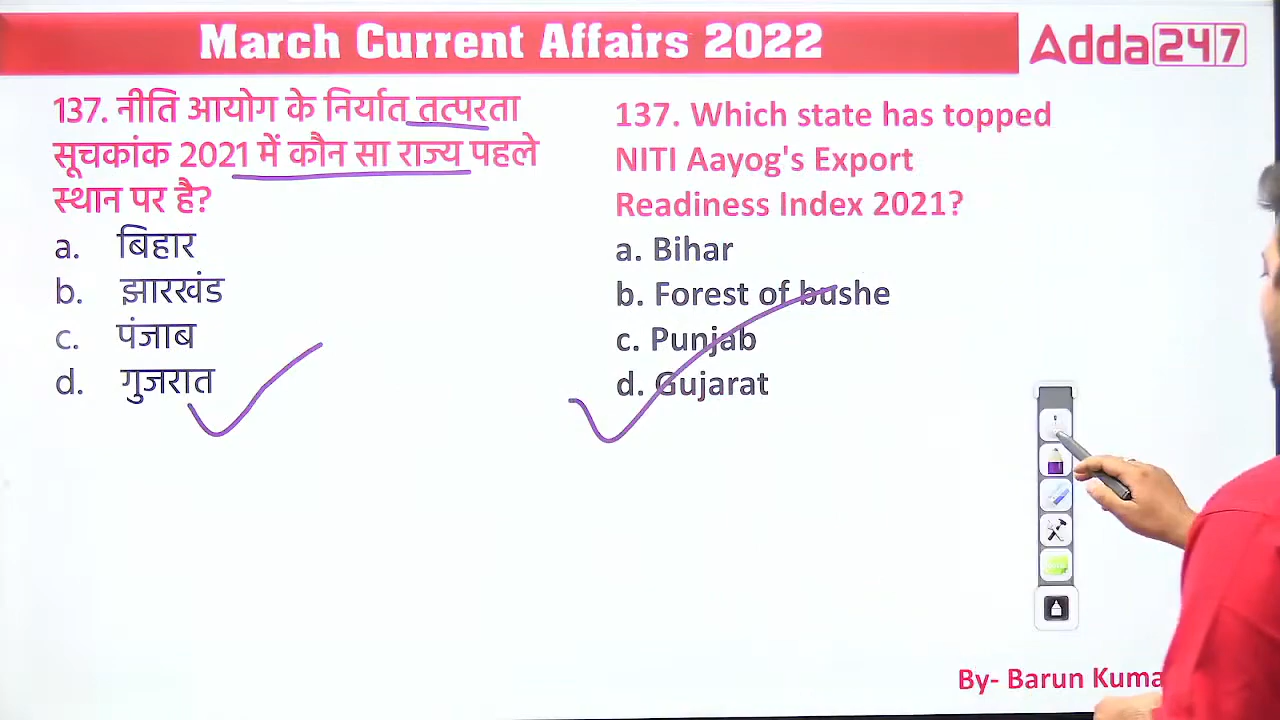 March Current Affairs 2022
Adda247
137. नीति आयोग के निर्यात तत्परता
सूचकांक 2021 में कौन सा राज्य पहले
स्थान पर है?
a. बिहार
b. झारखंड
c. पंजाब
d. गुजरात
137. Which state has topped
NITI Aayog's Export
Readiness Index 2021?
a. Bihar
b. Forest of bushe
c. Punjab
d. Gujarat
By- Barun Kuma